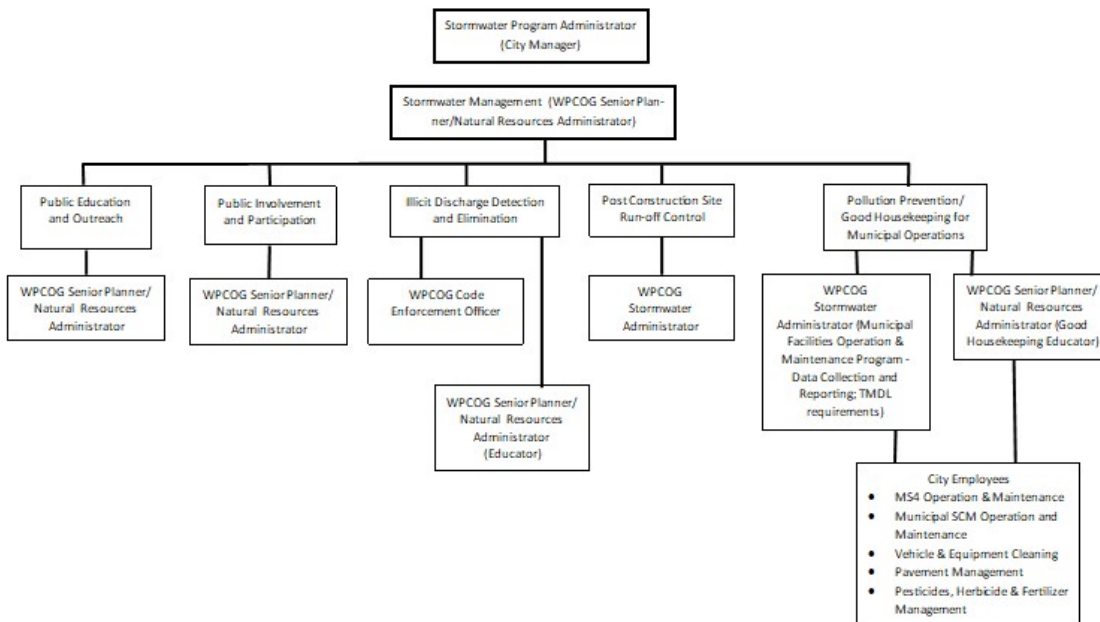 Stormwater Program Administrator
(City Manager)
Stormwater Management (WPCOG Senior Plan-
ner/Natural Resources Administrator)
Public Education
and Outreach
Public Involvement
and Participation
Illicit Discharge Detection
and Elimination
Post Construction Site
Run-off Control
Pollution Prevention/
Good Housekeeping for
Municipal Operations
WPCOG Senior Planner/
Natural Resources
Administrator
WPCOG Senior Planner/
Natural Resources
Administrator
WPCOG Code
Enforcement Officer
WPCOG
Stormwater
Administrator
WPCOG
Stormwater
Administrator (Municipal
Facilities Operation &
Maintenance Program -
Data Collection and
Reporting; TMDL
requirements)
WPCOG Senior Planner/
Natural Resources
Administrator (Good
Housekeeping Educator)
WPCOG Senior Planner/
Natural Resources
Administrator
(Educator)
City Employees
● MS4 Operation & Maintenance
● Municipal SCM Operation and
Maintenance
● Vehicle & Equipment Cleaning
● Pavement Management
● Pesticides, Herbicide & Fertilizer
Management